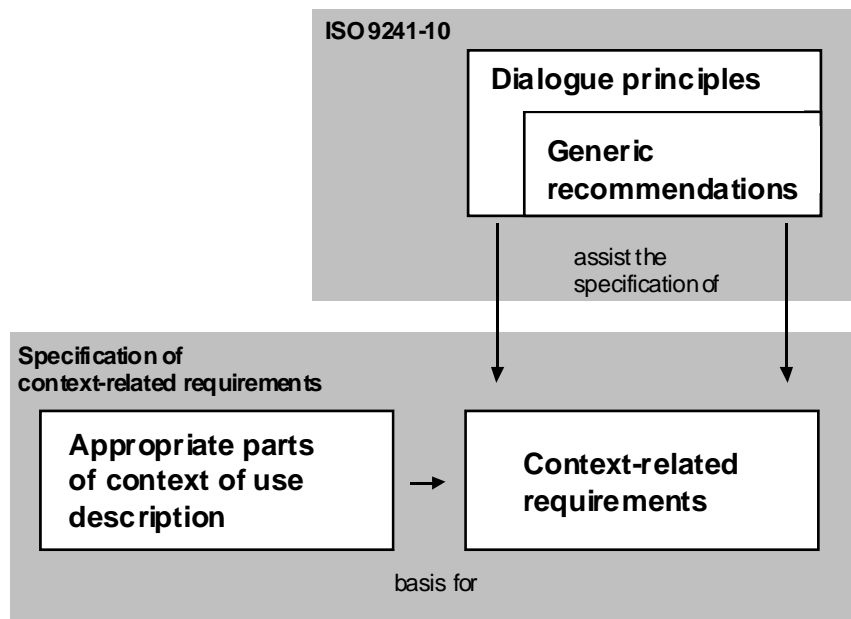 ISO 9241-10
Dialogue principles
Generic
recommendations
assist the
specification of
Specification of
context-related requirements
Appropriate parts
of context of use
description
Context-related
requirements
basis for